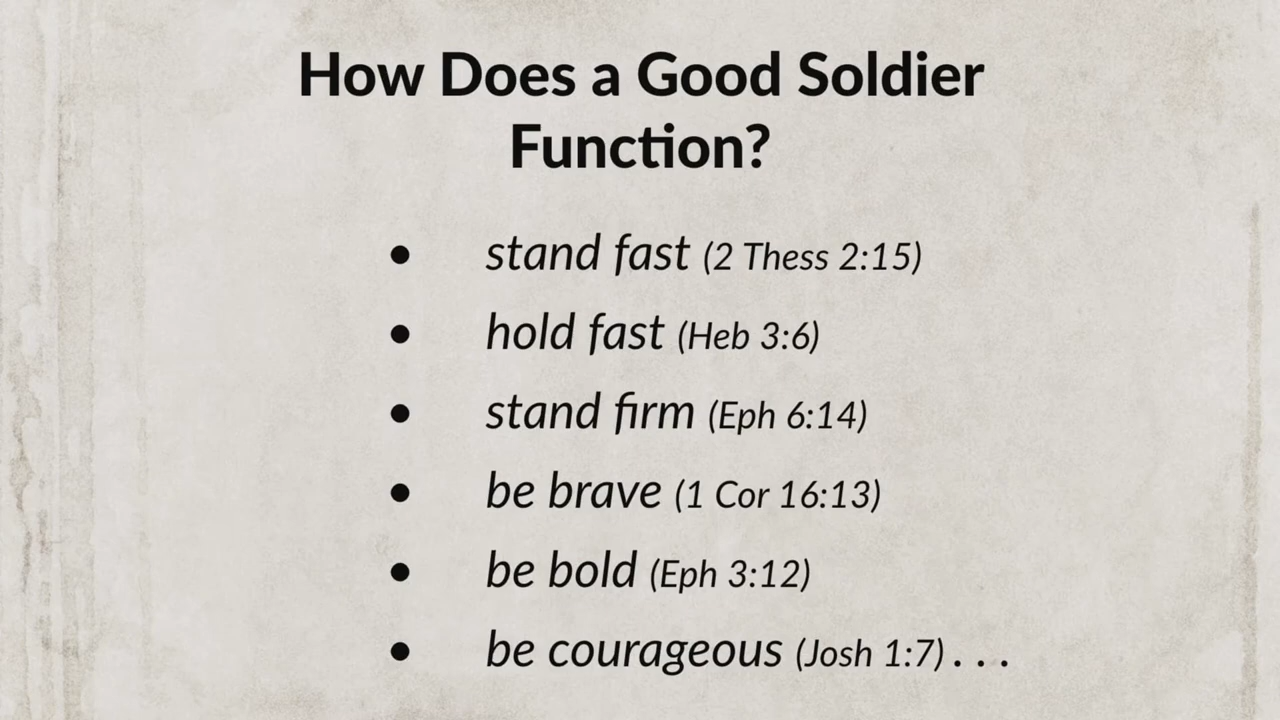 How Does a Good Soldier
Function?
• stand fast (2 Thess 2:15)
• hold fast (Heb 3:6)
• stand firm (Eph 6:14)
• be brave (1 Cor 16:13)
• be bold (Eph 3:12)
• be courageous (Josh 1:7) . . .